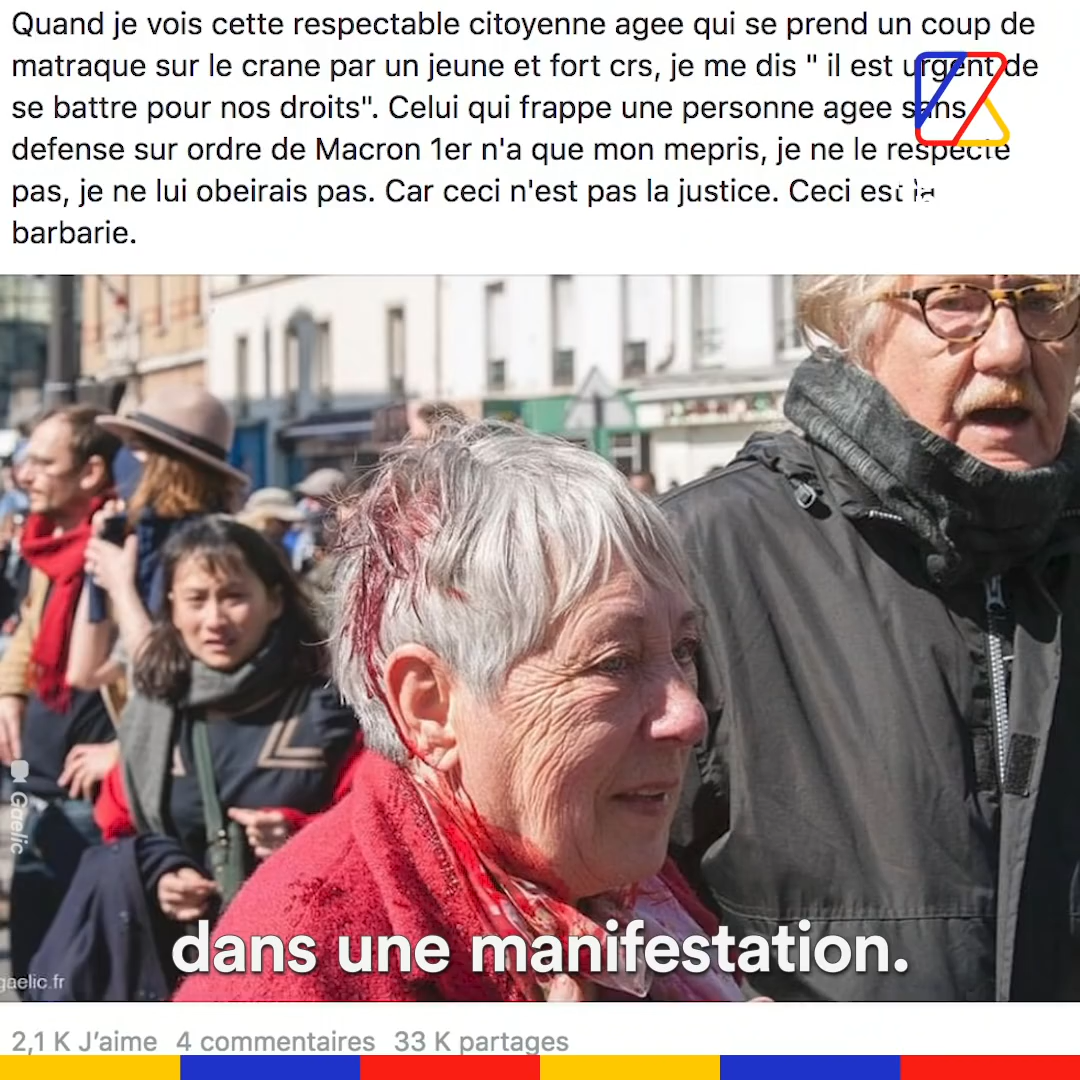 Quand je vois cette respectable citoyenne agee qui se prend un coup de
matraque sur le crane par un jeune et fort crs, je me dis " il est urgent de
se battre pour nos droits". Celui qui frappe une personne agee sans
defense sur ordre de Macron 1er n'a que mon mepris, je ne le respecte
pas, je ne lui obeirais pas. Car ceci n'est pas la justice. Ceci est la
barbarie.
Gaelic
dans une manifestation.
gaelic.fr
2,1 K J'aime 4 commentaires 33 K partages